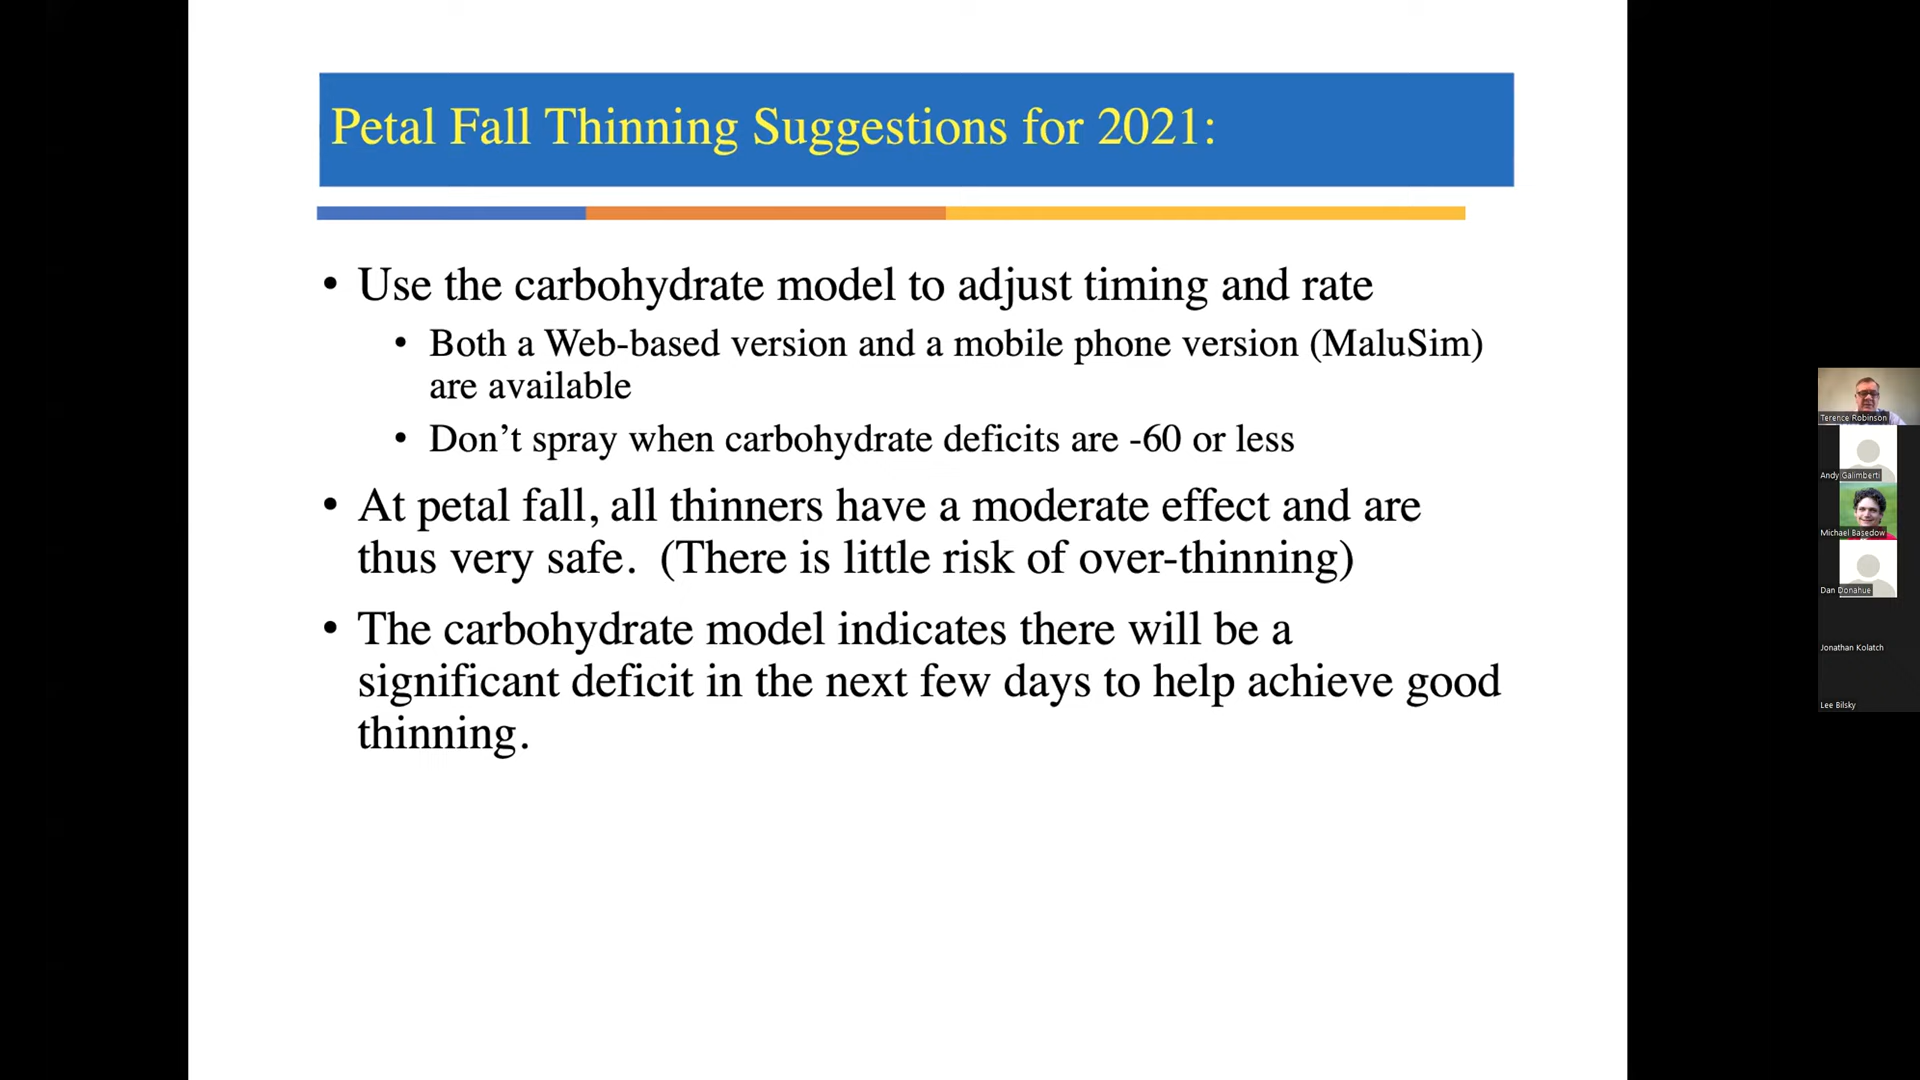 Petal Fall Thinning Suggestions for 2021:
• Use the carbohydrate model to adjust timing and rate
• Both a Web-based version and a mobile phone version (MaluSim)
are available
• Don’t spray when carbohydrate deficits are -60 or less
• At petal fall, all thinners have a moderate effect and are
thus very safe.  (There is little risk of over-thinning)
• The carbohydrate model indicates there will be a
significant deficit in the next few days to help achieve good
thinning.
Terence Robinson
Andy Galimberti
Michael Basedow
Dan Donahue
Jonathan Kolatch
Lee Bilsky